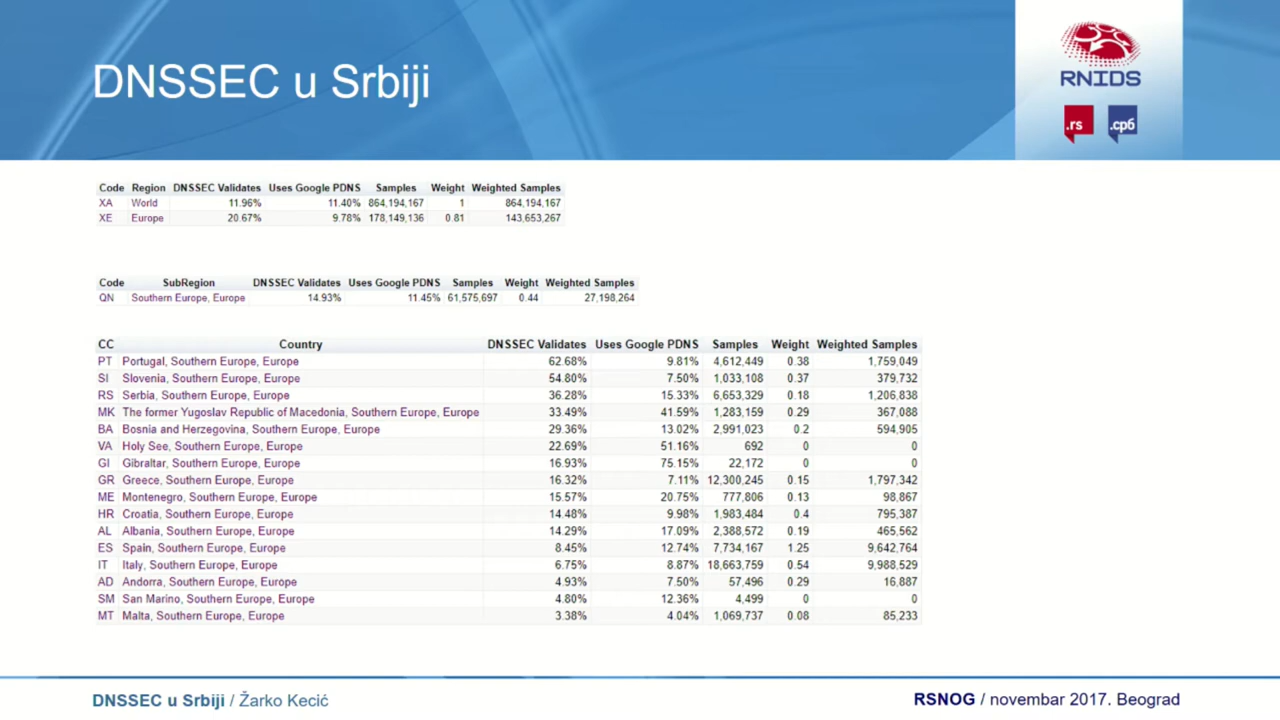 DNSSEC u Srbiji
RNIDS
.rs .срб
Code Region DNSSEC Validates Uses Google PDNS Samples Weight Weighted Samples
XA World 11.96% 11.40% 864,194,167 1 864,194,167
XE Europe 20.67% 9.78% 178,149,136 0.81 143,653,267
Code SubRegion DNSSEC Validates Uses Google PDNS Samples Weight Weighted Samples
QN Southern Europe, Europe 14.93% 11.45% 61,575,697 0.44 27,198,264
CC Country DNSSEC Validates Uses Google PDNS Samples Weight Weighted Samples
PT Portugal, Southern Europe, Europe 62.68% 9.81% 4,612,449 0.38 1,759,049
SI Slovenia, Southern Europe, Europe 54.80% 7.50% 1,033,108 0.37 379,732
RS Serbia, Southern Europe, Europe 36.28% 15.33% 6,653,329 0.18 1,206,838
MK The former Yugoslav Republic of Macedonia, Southern Europe, Europe 33.49% 41.59% 1,283,159 0.29 367,088
BA Bosnia and Herzegovina, Southern Europe, Europe 29.36% 13.02% 2,991,023 0.2 594,905
VA Holy See, Southern Europe, Europe 22.69% 51.16% 692 0 0
GI Gibraltar, Southern Europe, Europe 16.93% 75.15% 22,172 0 0
GR Greece, Southern Europe, Europe 16.32% 7.11% 12,300,245 0.15 1,797,342
ME Montenegro, Southern Europe, Europe 15.57% 20.75% 777,806 0.13 98,867
HR Croatia, Southern Europe, Europe 14.48% 9.98% 1,983,484 0.4 795,387
AL Albania, Southern Europe, Europe 14.29% 17.09% 2,388,572 0.19 465,562
ES Spain, Southern Europe, Europe 8.45% 12.74% 7,734,167 1.25 9,642,764
IT Italy, Southern Europe, Europe 6.75% 8.87% 18,663,759 0.54 9,988,529
AD Andorra, Southern Europe, Europe 4.93% 7.50% 57,496 0.29 16,887
SM San Marino, Southern Europe, Europe 4.80% 12.36% 4,499 0 0
MT Malta, Southern Europe, Europe 3.38% 4.04% 1,069,737 0.08 85,233
DNSSEC u Srbiji / Žarko Kecić
RSNOG / novembar 2017. Beograd